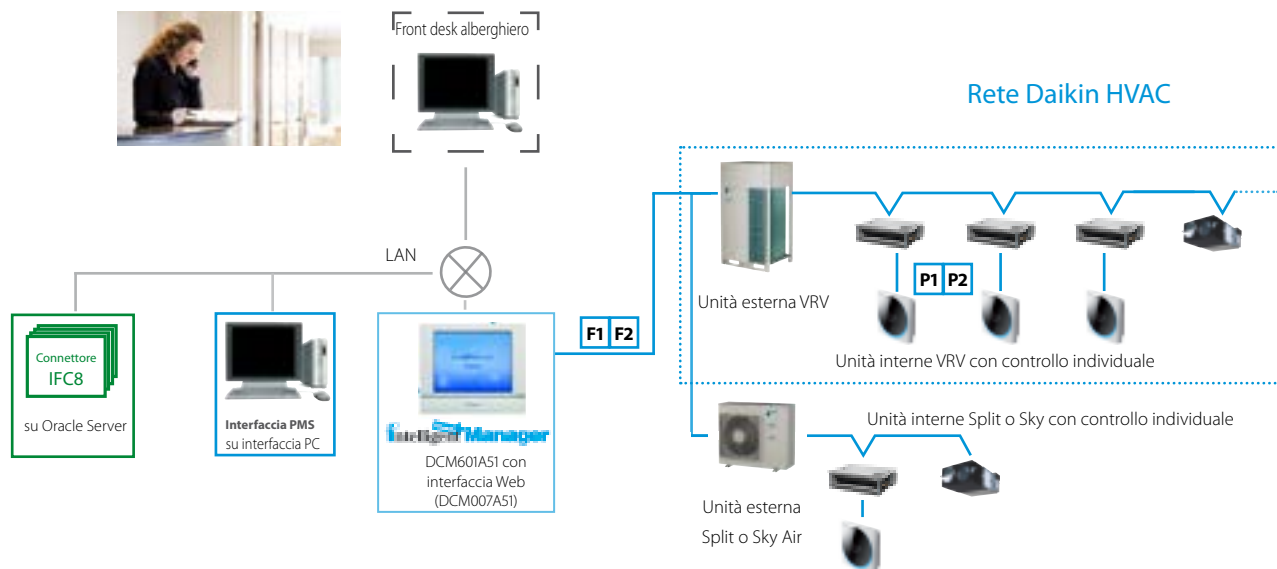 Front desk alberghiero
Rete Daikin HVAC
LAN
Connettore
IFC8
su Oracle Server
Interfaccia PMS
su interfaccia PC
intelligent Manager
DCM601A51 con
interfaccia Web
(DCM007A51)
F1 F2
Unità esterna VRV
P1 P2
Unità interne VRV con controllo individuale
Unità interne Split o Sky con controllo individuale
Unità esterna
Split o Sky Air